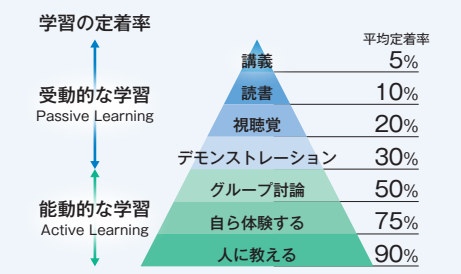 学習の定着率
平均定着率
講義 5%
受動的な学習
Passive Learning
読書 10%
視聴覚 20%
デモンストレーション 30%
能動的な学習
Active Learning
グループ討論 50%
自ら体験する 75%
人に教える 90%